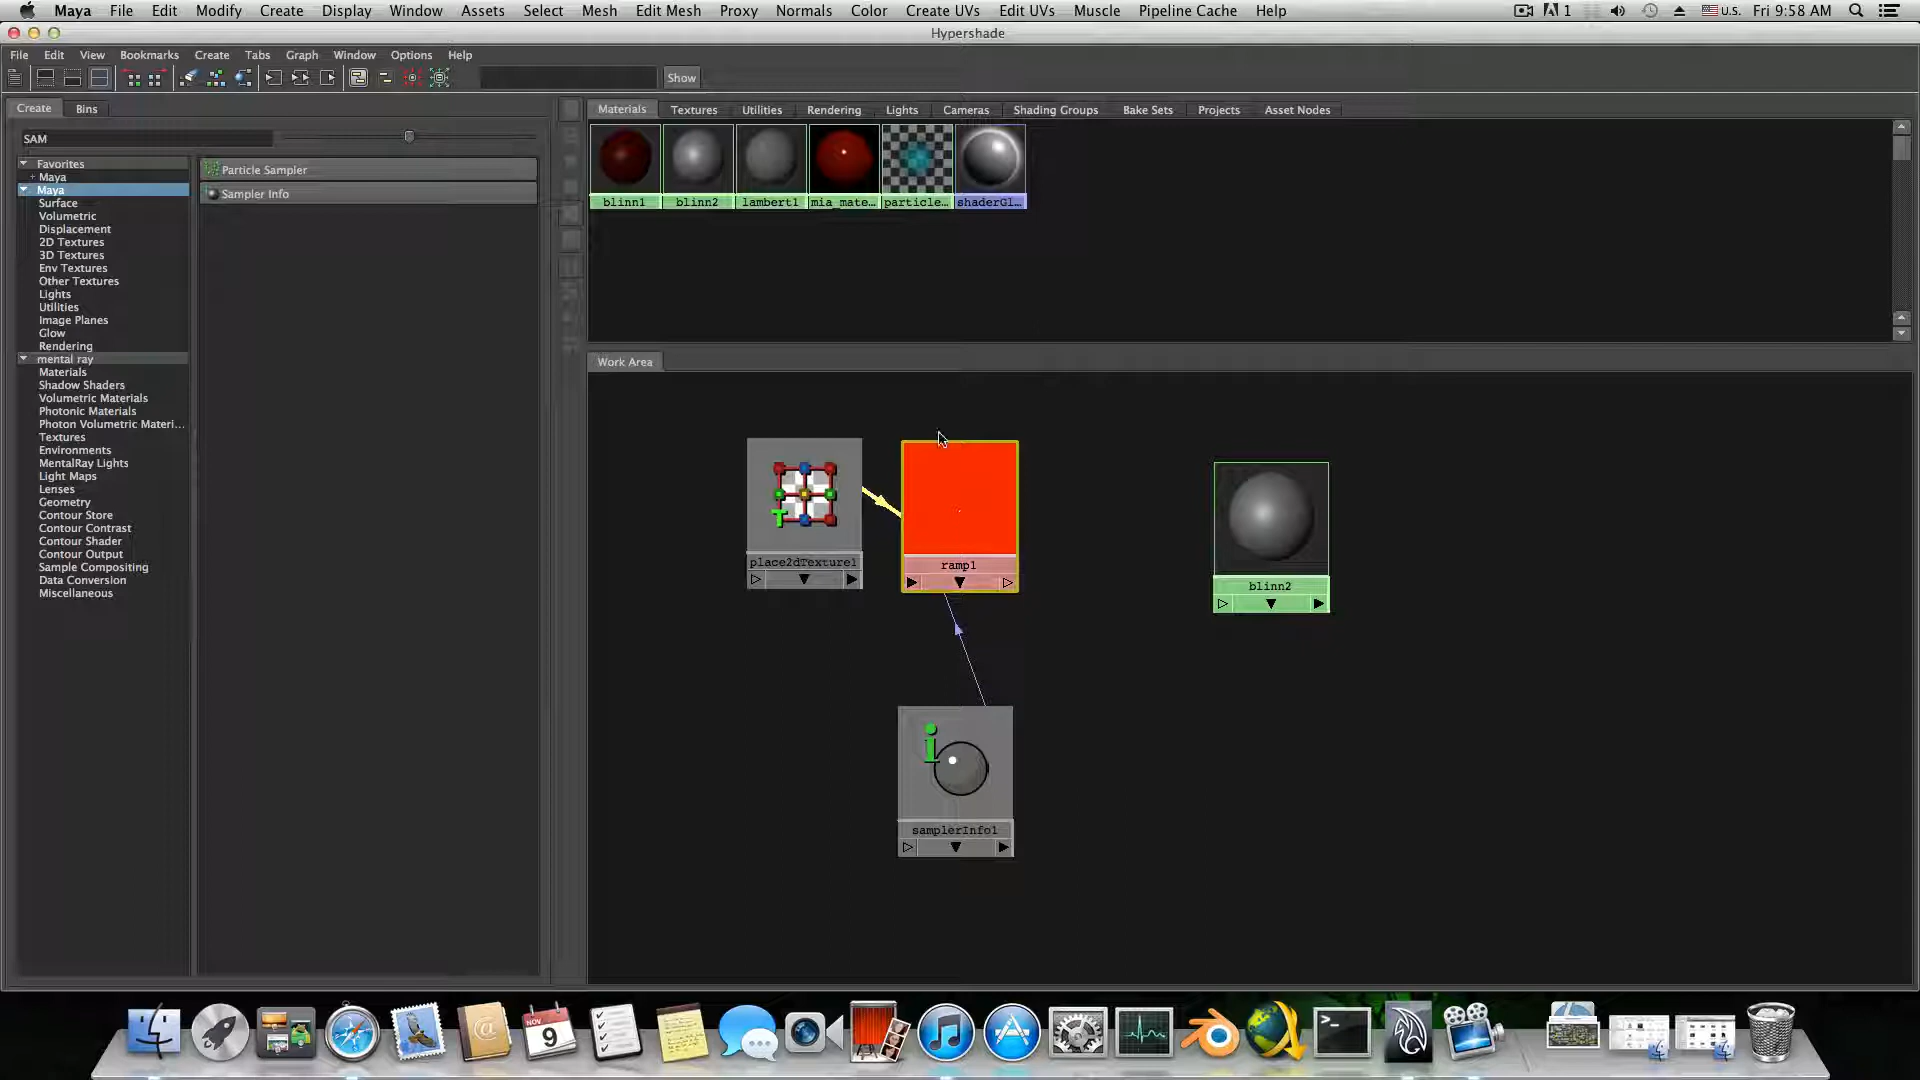 Maya File Edit Modify Create Display Window Assets Select Mesh Edit Mesh Proxy Normals Color Create UVs Edit UVs Muscle Pipeline Cache Help 1 U.S. Fri 9:58 AM
Hypershade
File Edit View Bookmarks Create Tabs Graph Window Options Help
Show
Create Bins
Materials Textures Utilities Rendering Lights Cameras Shading Groups Bake Sets Projects Asset Nodes
SAM
Favorites
+ Maya
Maya
Surface
Volumetric
Displacement
2D Textures
3D Textures
Env Textures
Other Textures
Lights
Utilities
Image Planes
Glow
Rendering
mental ray
Materials
Shadow Shaders
Volumetric Materials
Photonic Materials
Photon Volumetric Materi...
Textures
Environments
MentalRay Lights
Light Maps
Lenses
Geometry
Contour Store
Contour Contrast
Contour Shader
Contour Output
Sample Compositing
Data Conversion
Miscellaneous
Particle Sampler
Sampler Info
blinn1 blinn2 lambert1 mia_mate... particle... shaderGl...
Work Area
place2dTexture1
ramp1
blinn2
samplerInfo1
NOV
9